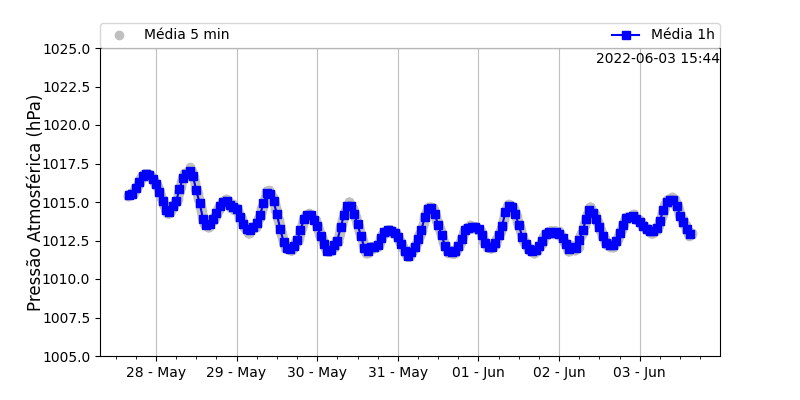 Média 5 min
Média 1h
2022-06-03 15:44
Pressão Atmosférica (hPa)
1025.0
1022.5
1020.0
1017.5
1015.0
1012.5
1010.0
1007.5
1005.0
28 - May
29 - May
30 - May
31 - May
01 - Jun
02 - Jun
03 - Jun